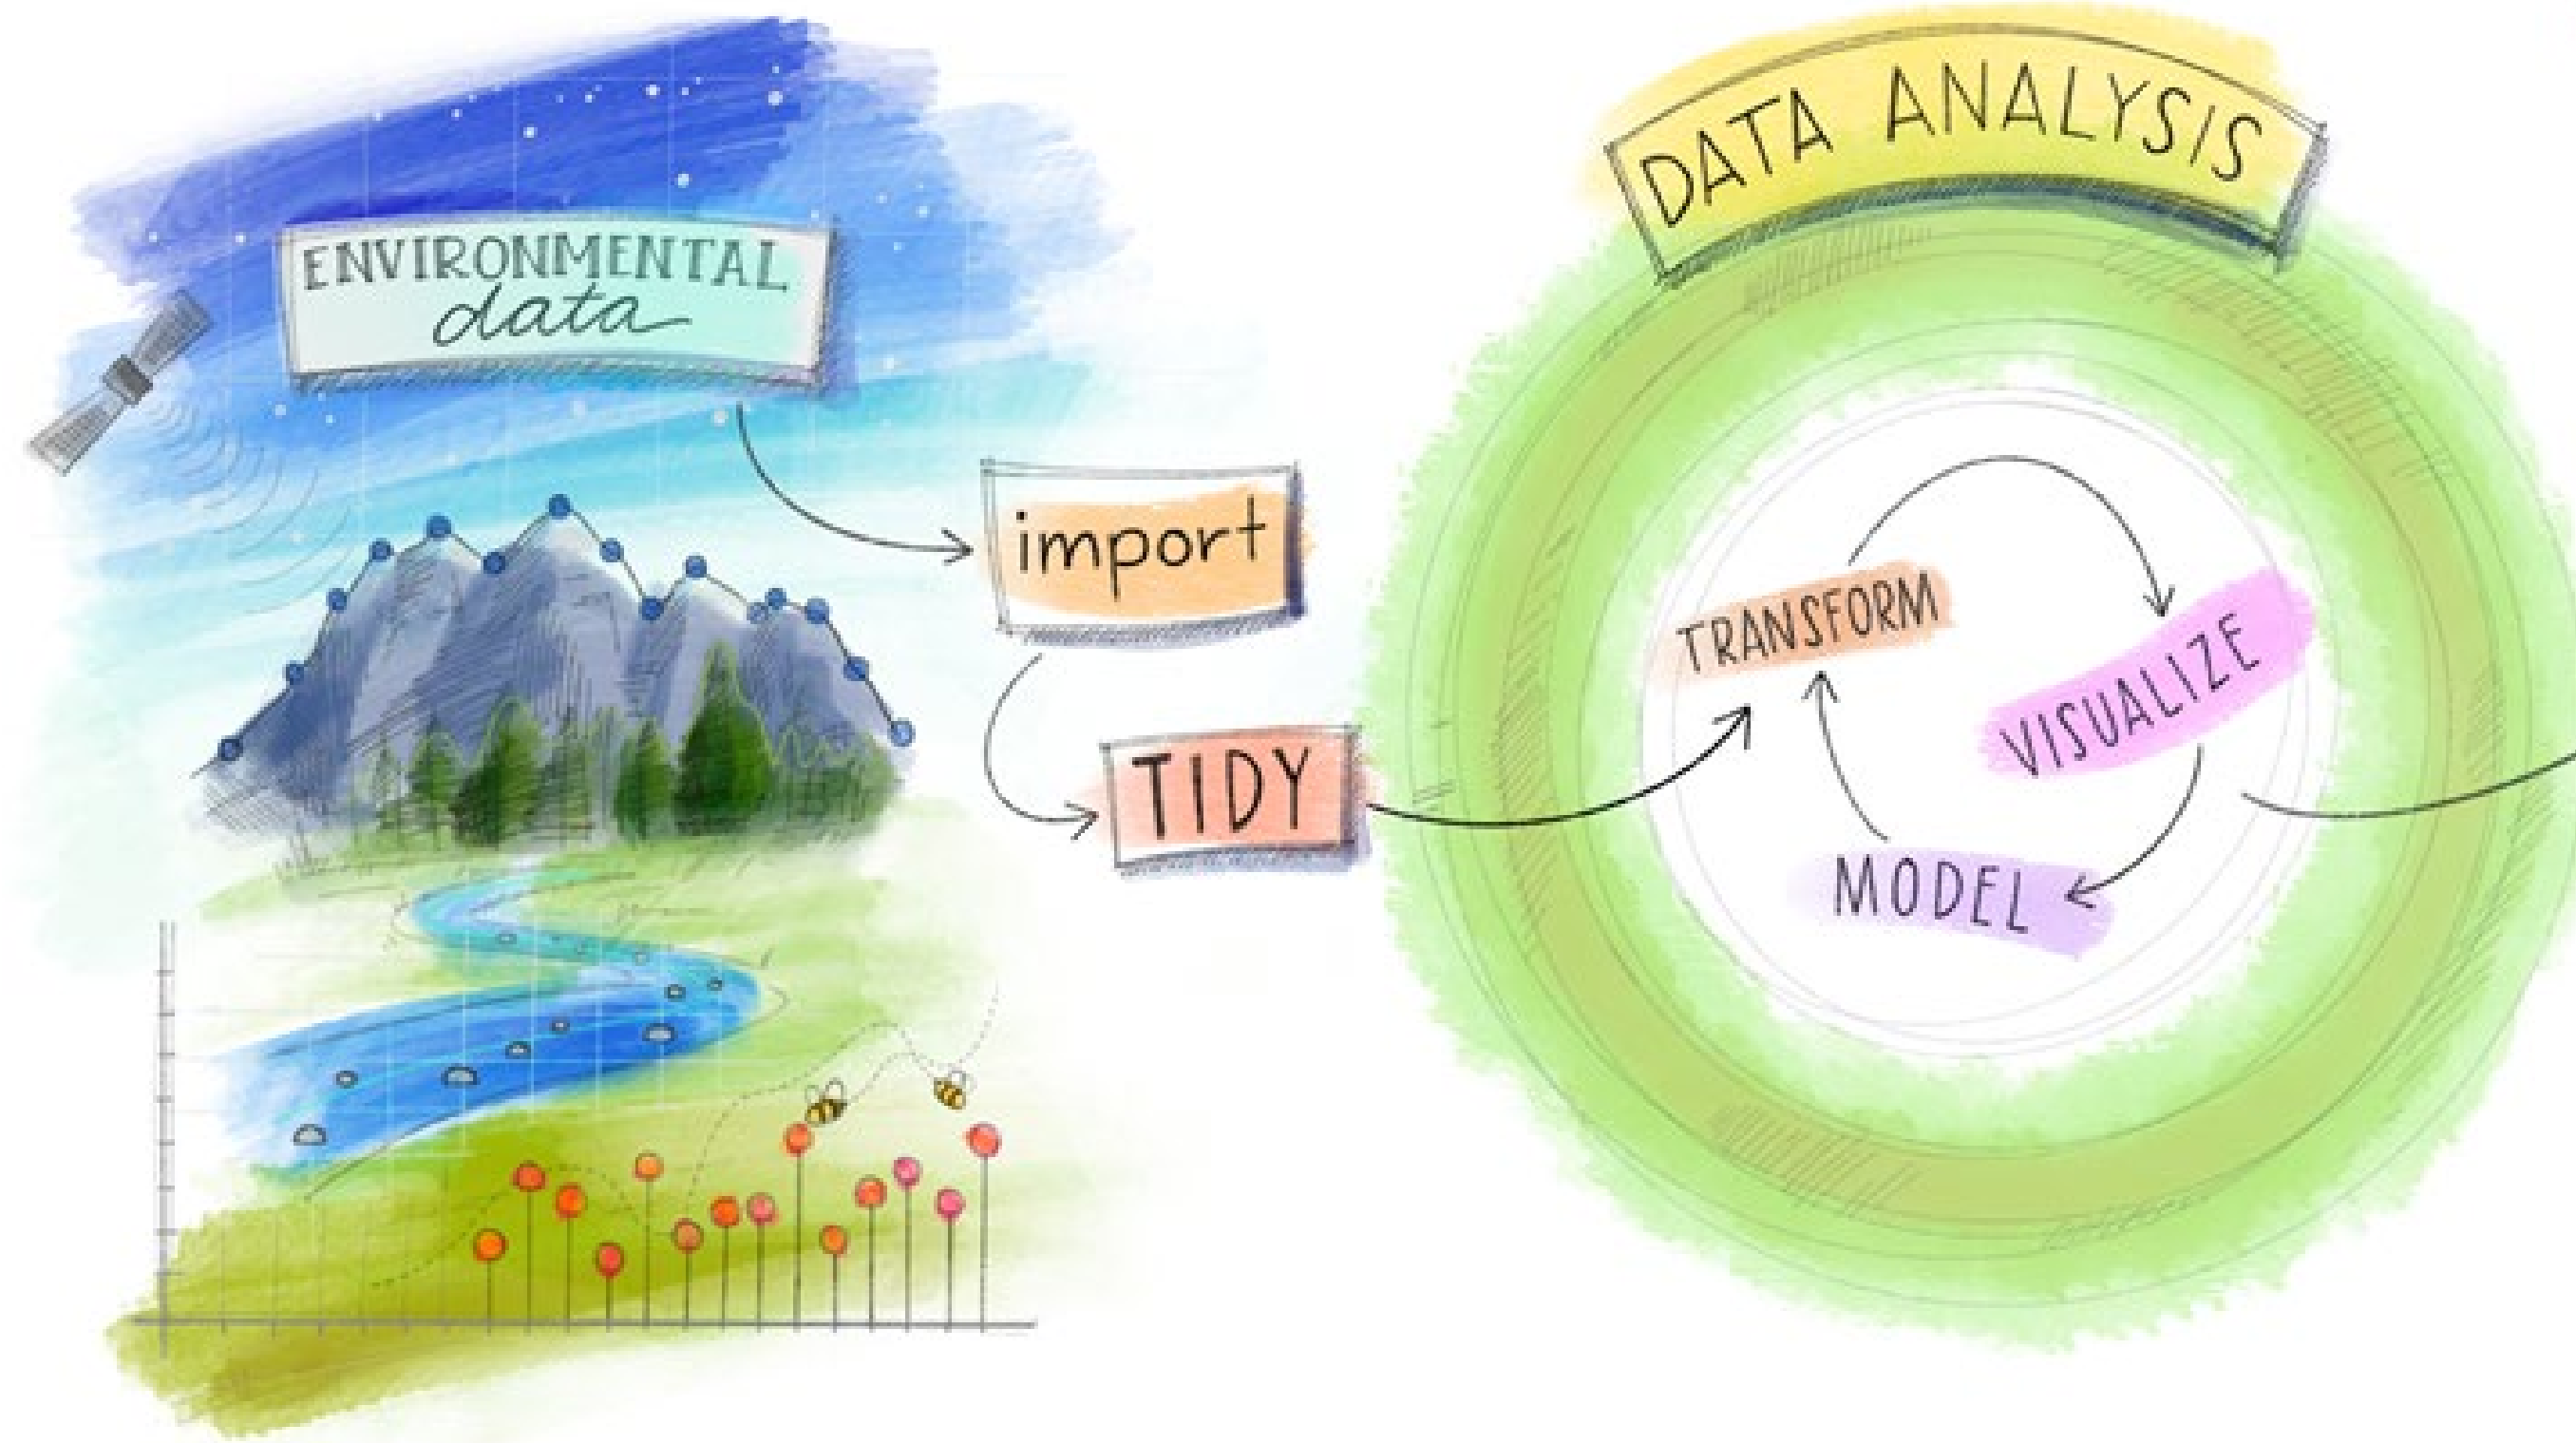 ENVIRONMENTAL
data
import
TIDY
DATA ANALYSIS
TRANSFORM
VISUALIZE
MODEL